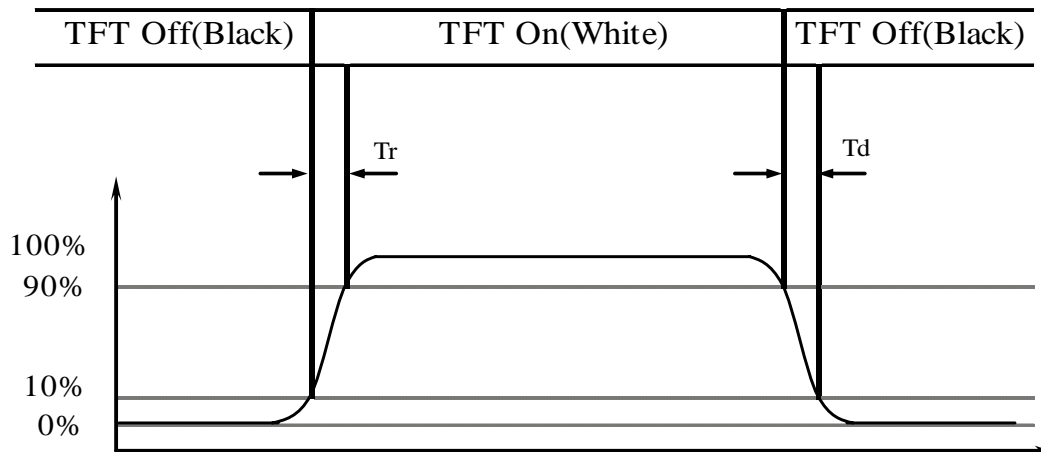 TFT Off(Black) TFT On(White) TFT Off(Black)
Tr Td
100%
90%
10%
0%